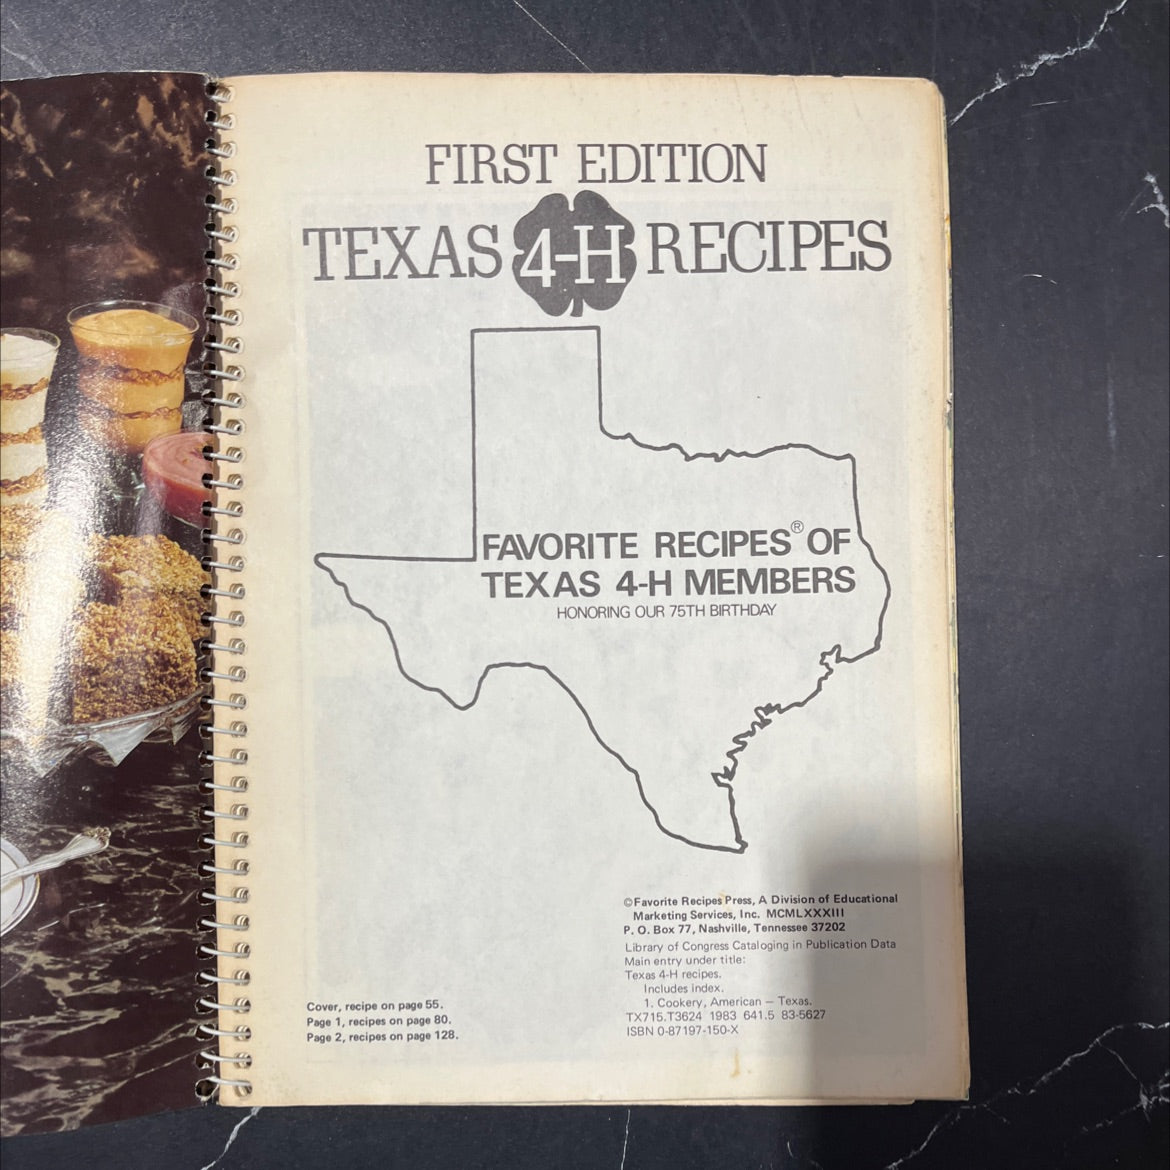 FIRST EDITION
TEXAS 4-H RECIPES
FAVORITE RECIPES® OF
TEXAS 4-H MEMBERS
HONORING OUR 75TH BIRTHDAY
©Favorite Recipes Press, A Division of Educational
Marketing Services, Inc. MCMLXXXIII
P. O. Box 77, Nashville, Tennessee 37202
Library of Congress Cataloging in Publication Data
Main entry under title:
Texas 4-H recipes.
Includes index.
1. Cookery, American — Texas.
TX715.T3624 1983 641.5 83-5627
ISBN 0-87197-150-X
Cover, recipe on page 55.
Page 1, recipes on page 80.
Page 2, recipes on page 128.